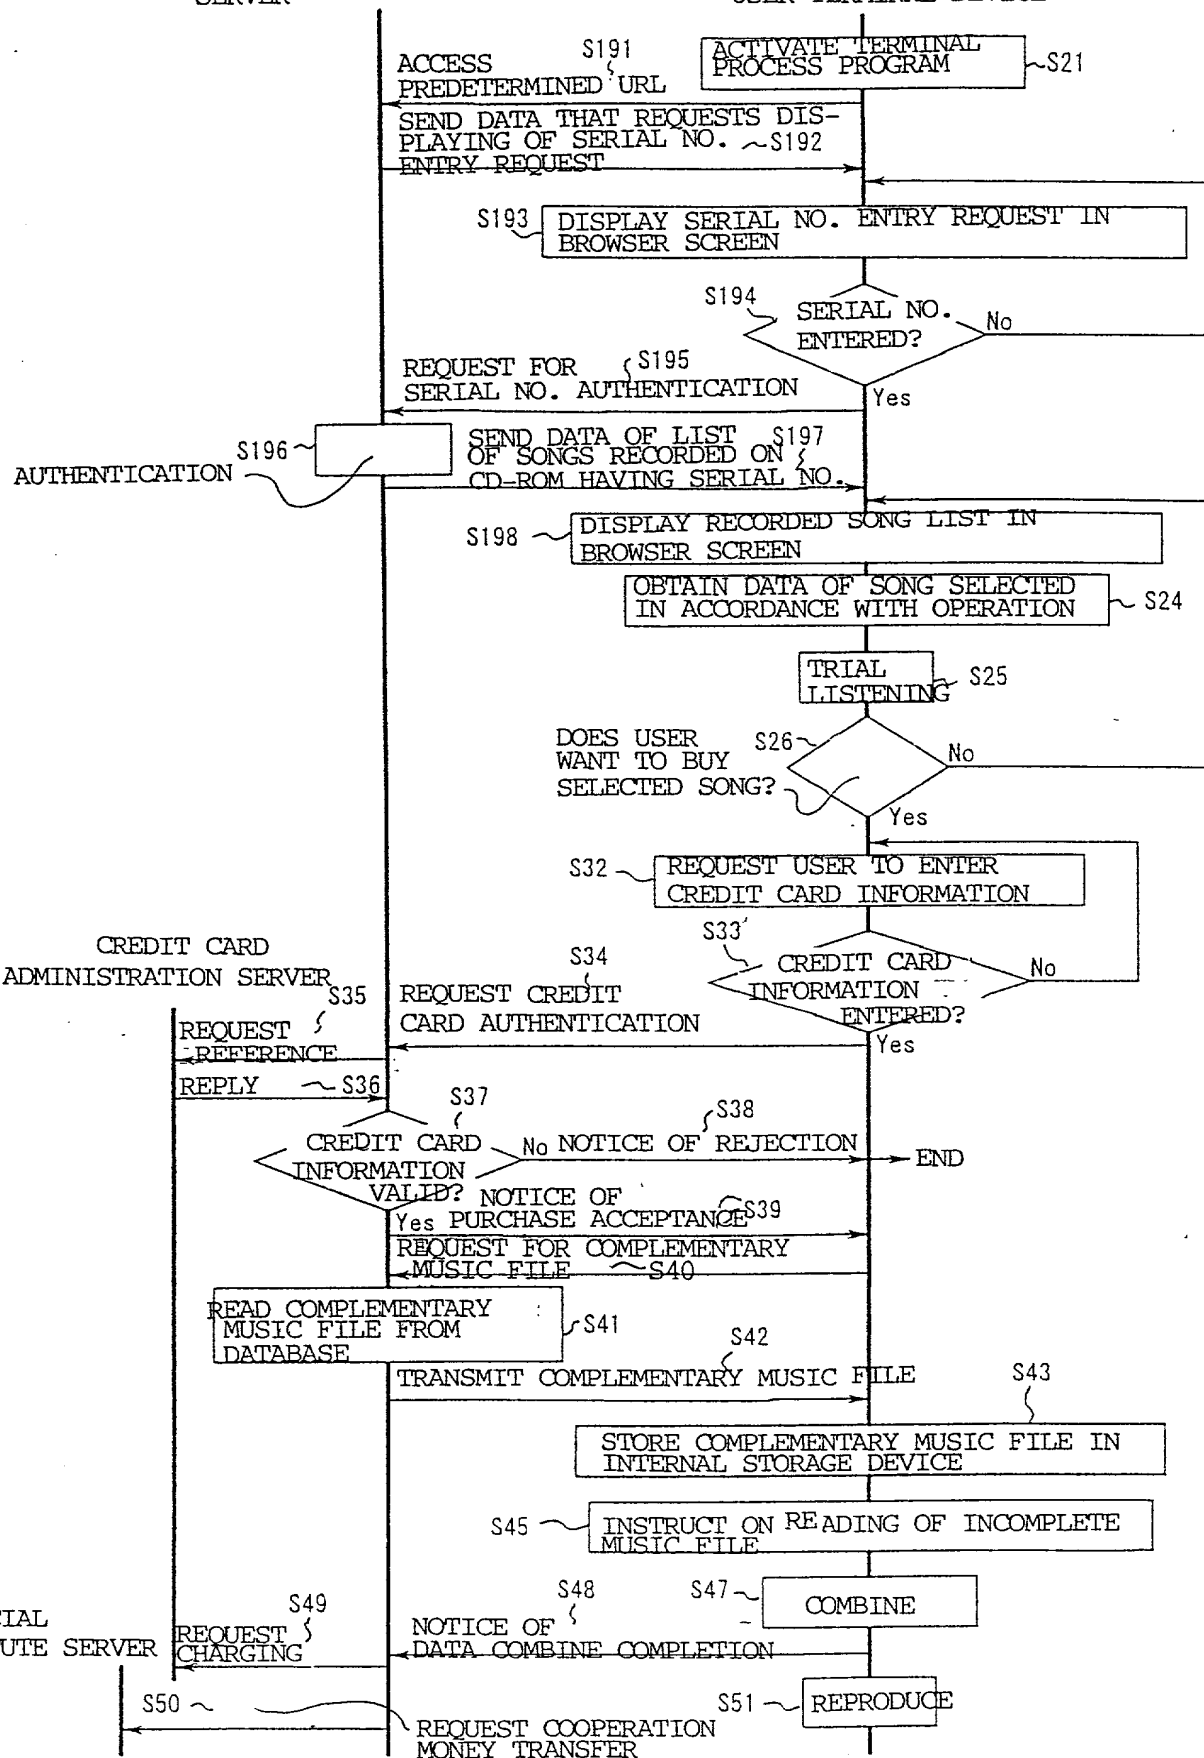 SERVER
USER TERMINAL DEVICE
ACTIVATE TERMINAL
PROCESS PROGRAM
S21
S191
ACCESS
PREDETERMINED URL
SEND DATA THAT REQUESTS DIS-
PLAYING OF SERIAL NO.
ENTRY REQUEST
S192
S193
DISPLAY SERIAL NO. ENTRY REQUEST IN
BROWSER SCREEN
S194
SERIAL NO.
ENTERED?
No
Yes
REQUEST FOR
SERIAL NO. AUTHENTICATION
S195
S196
AUTHENTICATION
SEND DATA OF LIST
OF SONGS RECORDED ON
CD-ROM HAVING SERIAL NO.
S197
S198
DISPLAY RECORDED SONG LIST IN
BROWSER SCREEN
OBTAIN DATA OF SONG SELECTED
IN ACCORDANCE WITH OPERATION
S24
TRIAL
LISTENING
S25
DOES USER
WANT TO BUY
SELECTED SONG?
S26
No
Yes
S32
REQUEST USER TO ENTER
CREDIT CARD INFORMATION
S33
CREDIT CARD
INFORMATION
ENTERED?
No
Yes
CREDIT CARD
ADMINISTRATION SERVER
S34
REQUEST CREDIT
CARD AUTHENTICATION
S35
REQUEST
REFERENCE
REPLY
S36
S37
CREDIT CARD
INFORMATION
VALID?
No
S38
NOTICE OF REJECTION
END
Yes
NOTICE OF
PURCHASE ACCEPTANCE
S39
REQUEST FOR COMPLEMENTARY
MUSIC FILE
S40
READ COMPLEMENTARY
MUSIC FILE FROM
DATABASE
S41
S42
TRANSMIT COMPLEMENTARY MUSIC FILE
S43
STORE COMPLEMENTARY MUSIC FILE IN
INTERNAL STORAGE DEVICE
S45
INSTRUCT ON READING OF INCOMPLETE
MUSIC FILE
S47
COMBINE
S48
NOTICE OF
DATA COMBINE COMPLETION
S49
REQUEST
CHARGING
CIAL
UTE SERVER
S50
REQUEST COOPERATION
MONEY TRANSFER
S51
REPRODUCE